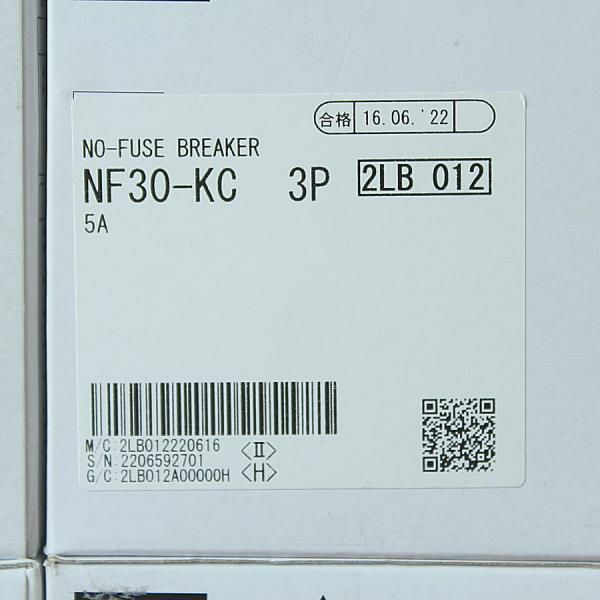 合格 16.06.'22
NO-FUSE BREAKER
NF30-KC 3P 2LB 012
5A
M/C:2LB012220616 〈II〉
S/N:2206592701
G/C:2LB012A00000H 〈H〉